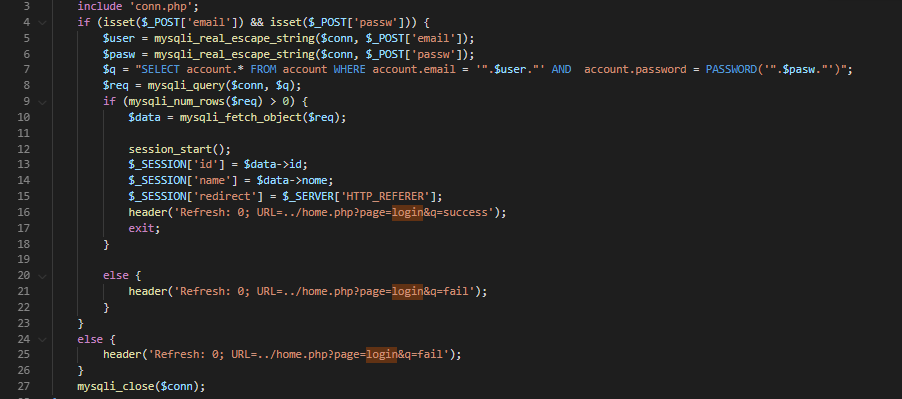 3 include 'conn.php';
4 if (isset($_POST['email']) && isset($_POST['passw'])) {
5 $user = mysqli_real_escape_string($conn, $_POST['email']);
6 $pasw = mysqli_real_escape_string($conn, $_POST['passw']);
7 $q = "SELECT account.* FROM account WHERE account.email = '".$user."' AND  account.password = PASSWORD('".$pasw."')";
8 $req = mysqli_query($conn, $q);
9 if (mysqli_num_rows($req) > 0) {
10 $data = mysqli_fetch_object($req);
11
12 session_start();
13 $_SESSION['id'] = $data->id;
14 $_SESSION['name'] = $data->nome;
15 $_SESSION['redirect'] = $_SERVER['HTTP_REFERER'];
16 header('Refresh: 0; URL=../home.php?page=login&q=success');
17 exit;
18 }
19
20 else {
21 header('Refresh: 0; URL=../home.php?page=login&q=fail');
22 }
23 }
24 else {
25 header('Refresh: 0; URL=../home.php?page=login&q=fail');
26 }
27 mysqli_close($conn);